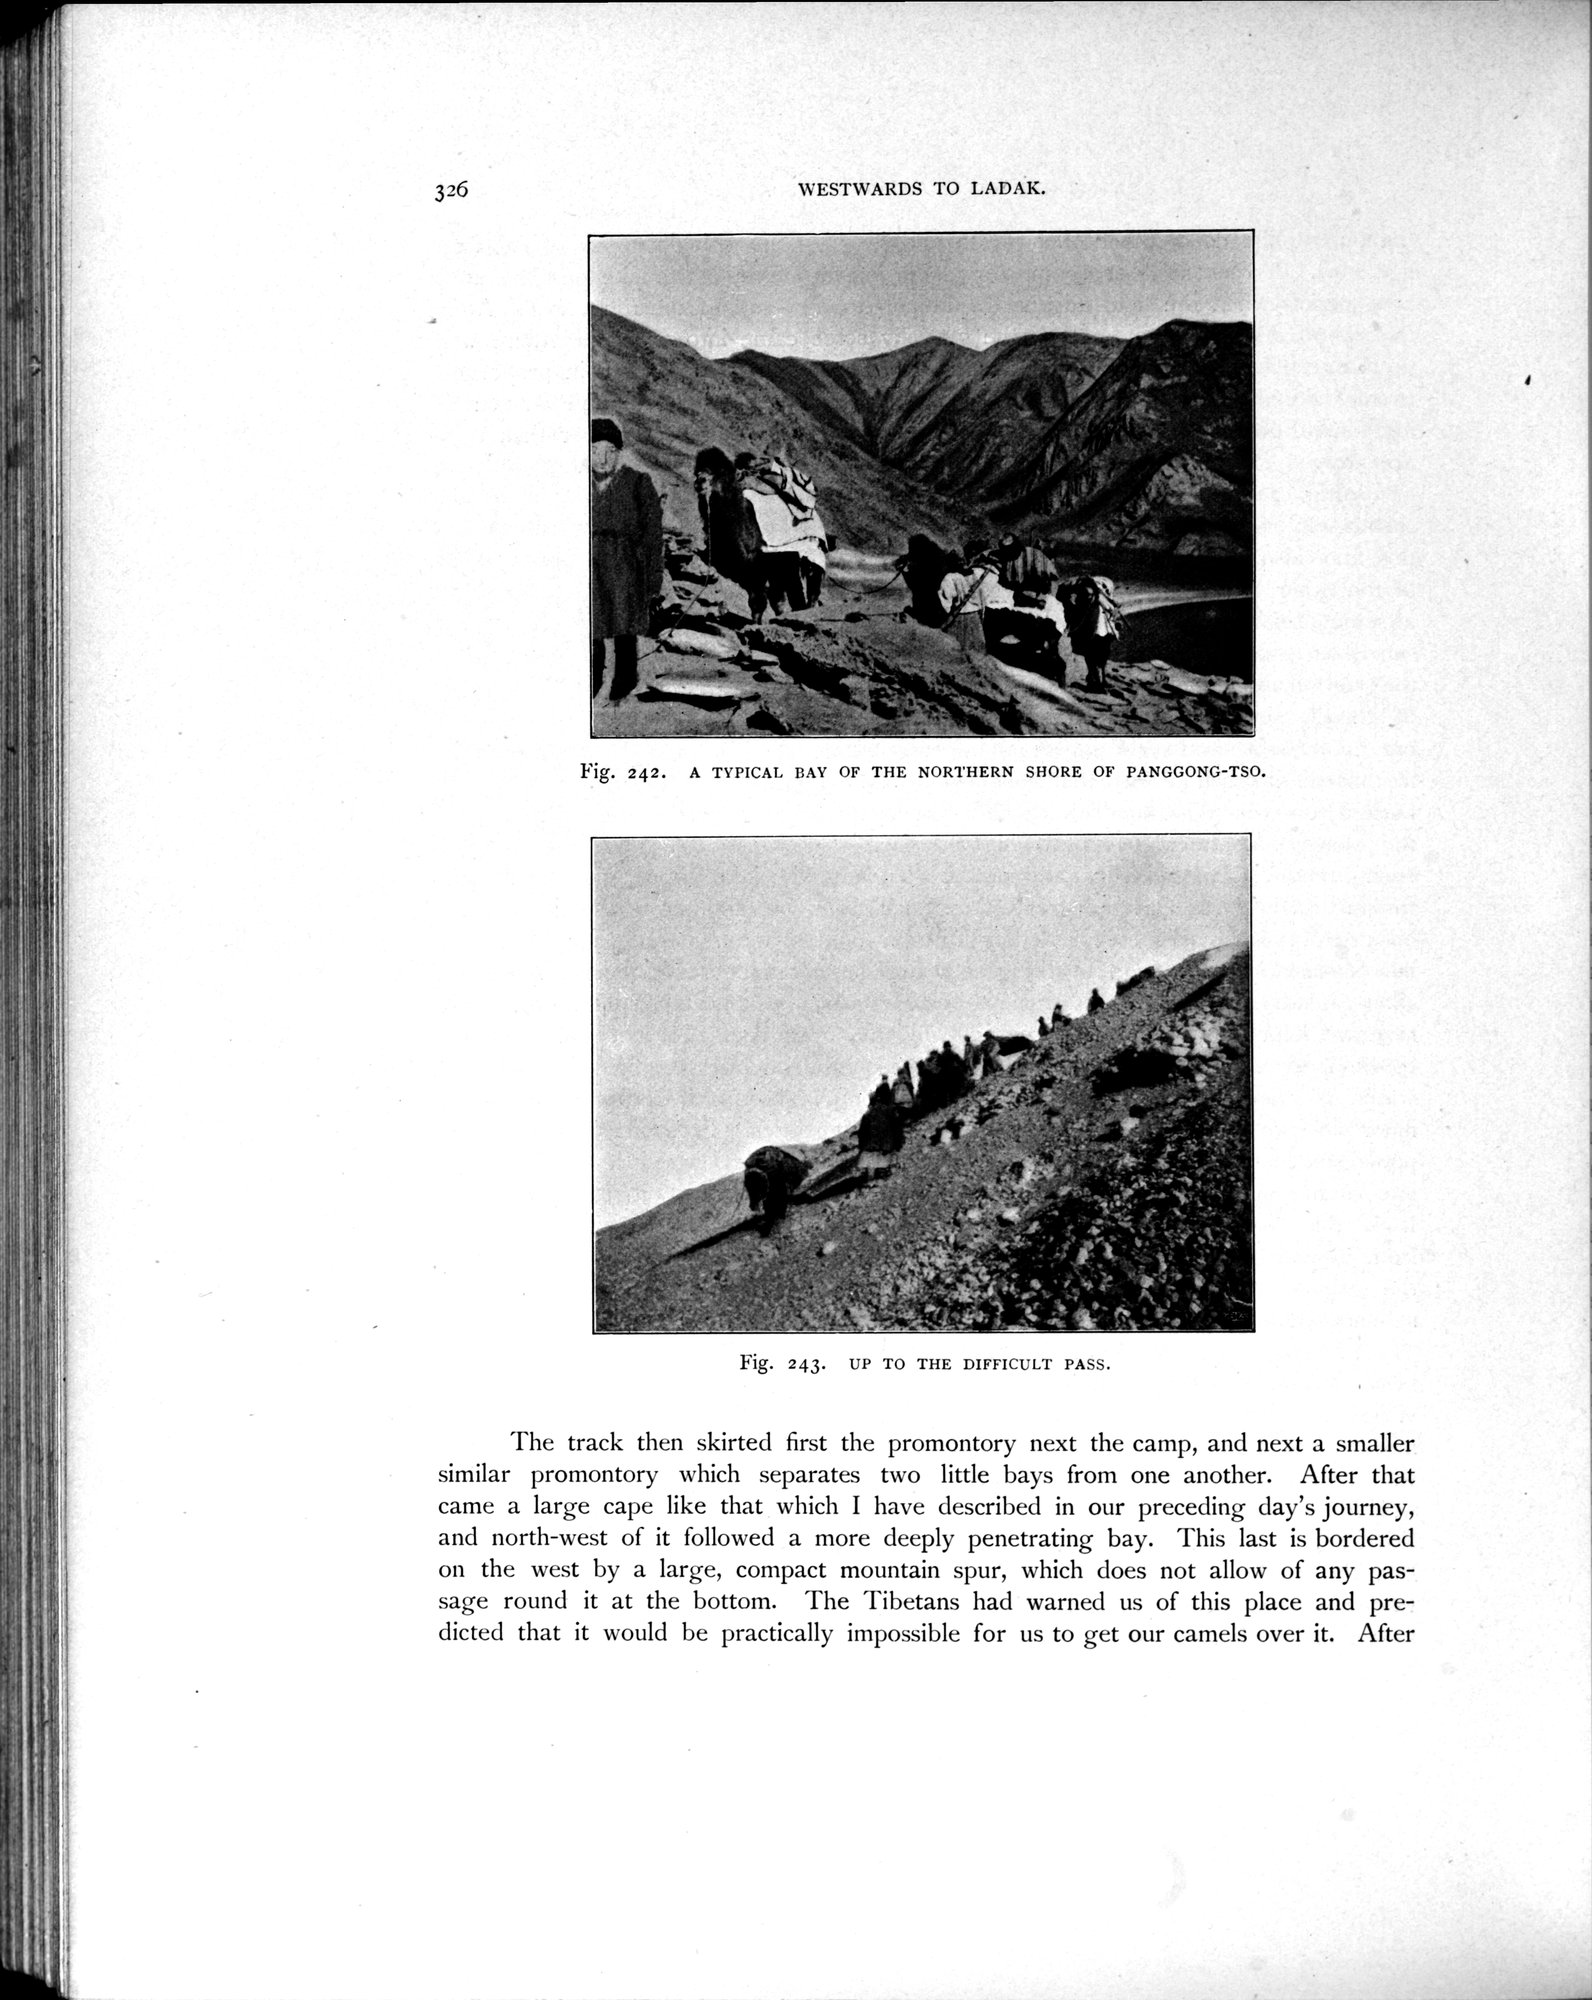 326
WESTWARDS TO LADAK.
Fig. 242. A TYPICAL BAY OF THE NORTHERN SHORE OF PANGGONG-TSO.
Fig. 243. UP TO THE DIFFICULT PASS.
The track then skirted first the promontory next the camp, and next a smaller
similar promontory which separates two little bays from one another. After that
came a large cape like that which I have described in our preceding day's journey,
and north-west of it followed a more deeply penetrating bay. This last is bordered
on the west by a large, compact mountain spur, which does not allow of any pas-
sage round it at the bottom. The Tibetans had warned us of this place and pre-
dicted that it would be practically impossible for us to get our camels over it. After